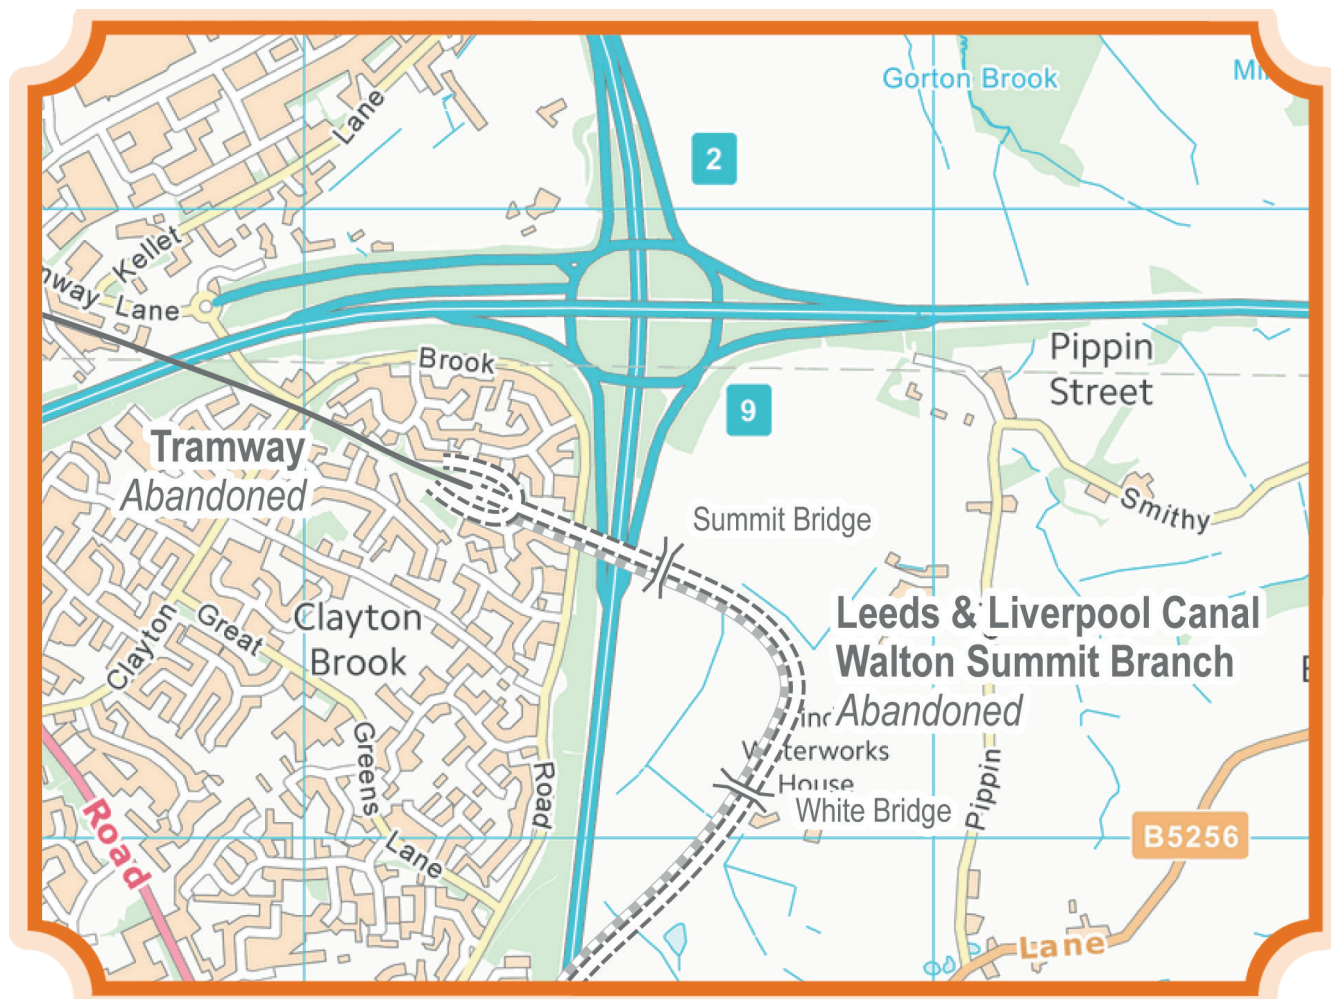 Gorton Brook
Lane
2
Kellet
Lane
Pippin
Street
Brook
9
Tramway
Abandoned
Smithy
Summit Bridge
Clayton
Great
Clayton
Brook
Leeds & Liverpool Canal
Walton Summit Branch
Abandoned
Greens
House
White Bridge
Road
Pippin
Road
Lane
B5256
Lane